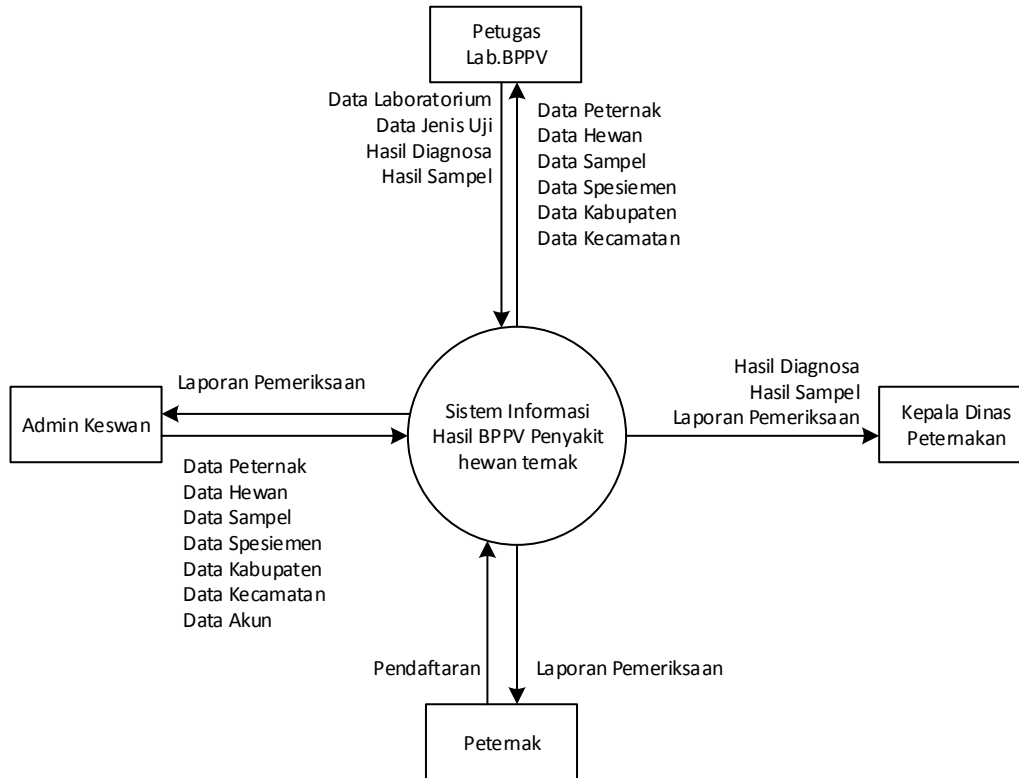 Petugas
Lab.BPPV
Data Laboratorium
Data Jenis Uji
Hasil Diagnosa
Hasil Sampel
Data Peternak
Data Hewan
Data Sampel
Data Spesiemen
Data Kabupaten
Data Kecamatan
Laporan Pemeriksaan
Admin Keswan
Data Peternak
Data Hewan
Data Sampel
Data Spesiemen
Data Kabupaten
Data Kecamatan
Data Akun
Sistem Informasi
Hasil BPPV Penyakit
hewan ternak
Hasil Diagnosa
Hasil Sampel
Laporan Pemeriksaan
Kepala Dinas
Peternakan
Pendaftaran
Laporan Pemeriksaan
Peternak